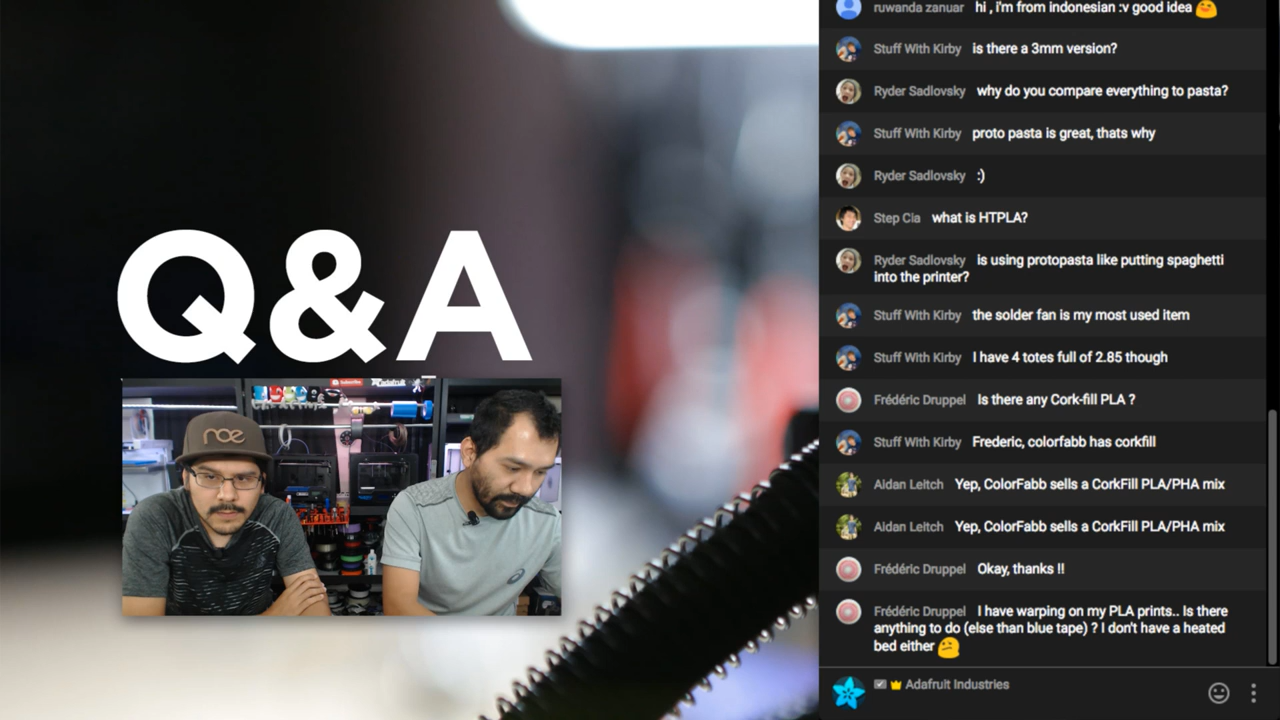 Q&A
noe
Subscribe
adafruit
ruwanda zanuar hi , i'm from indonesian :v good idea
Stuff With Kirby is there a 3mm version?
Ryder Sadlovsky why do you compare everything to pasta?
Stuff With Kirby proto pasta is great, thats why
Ryder Sadlovsky :)
Step Cia what is HTPLA?
Ryder Sadlovsky is using protopasta like putting spaghetti
into the printer?
Stuff With Kirby the solder fan is my most used item
Stuff With Kirby I have 4 totes full of 2.85 though
Frédéric Druppel Is there any Cork-fill PLA ?
Stuff With Kirby Frederic, colorfabb has corkfill
Aidan Leitch Yep, ColorFabb sells a CorkFill PLA/PHA mix
Aidan Leitch Yep, ColorFabb sells a CorkFill PLA/PHA mix
Frédéric Druppel Okay, thanks !!
Frédéric Druppel I have warping on my PLA prints.. Is there
anything to do (else than blue tape) ? I don't have a heated
bed either
Adafruit Industries